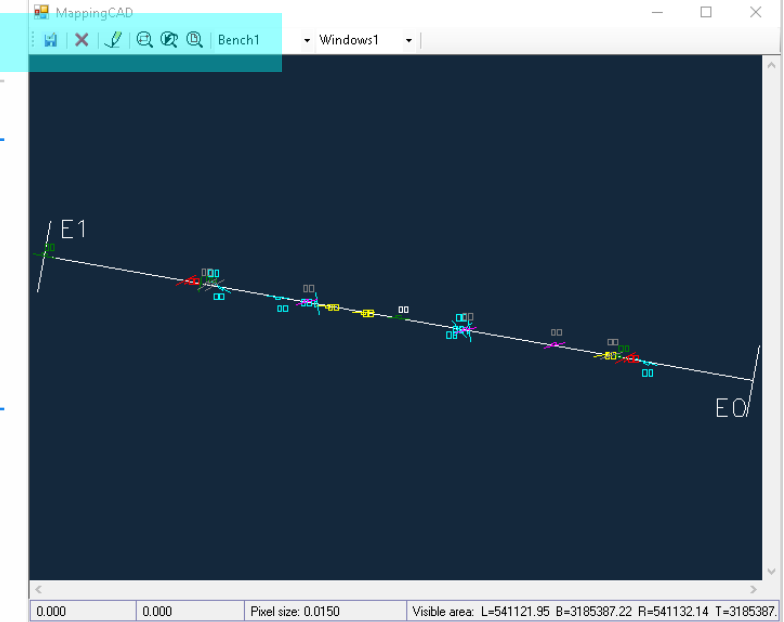 MappingCAD
Bench1 Windows1
E1
E0
0.000 0.000 Pixel size: 0.0150 Visible area: L=541121.95 B=3185387.22 R=541132.14 T=3185387.